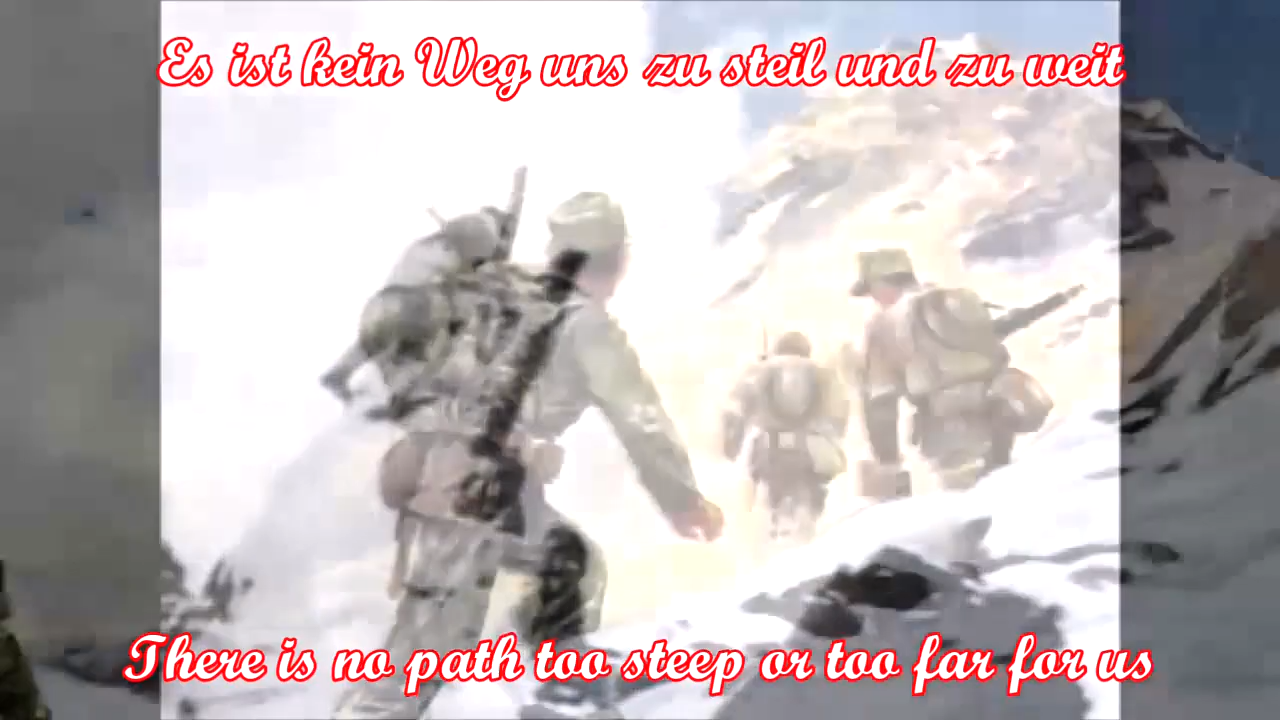 Es ist kein Weg uns zu steil und zu weit
There is no path too steep or too far for us